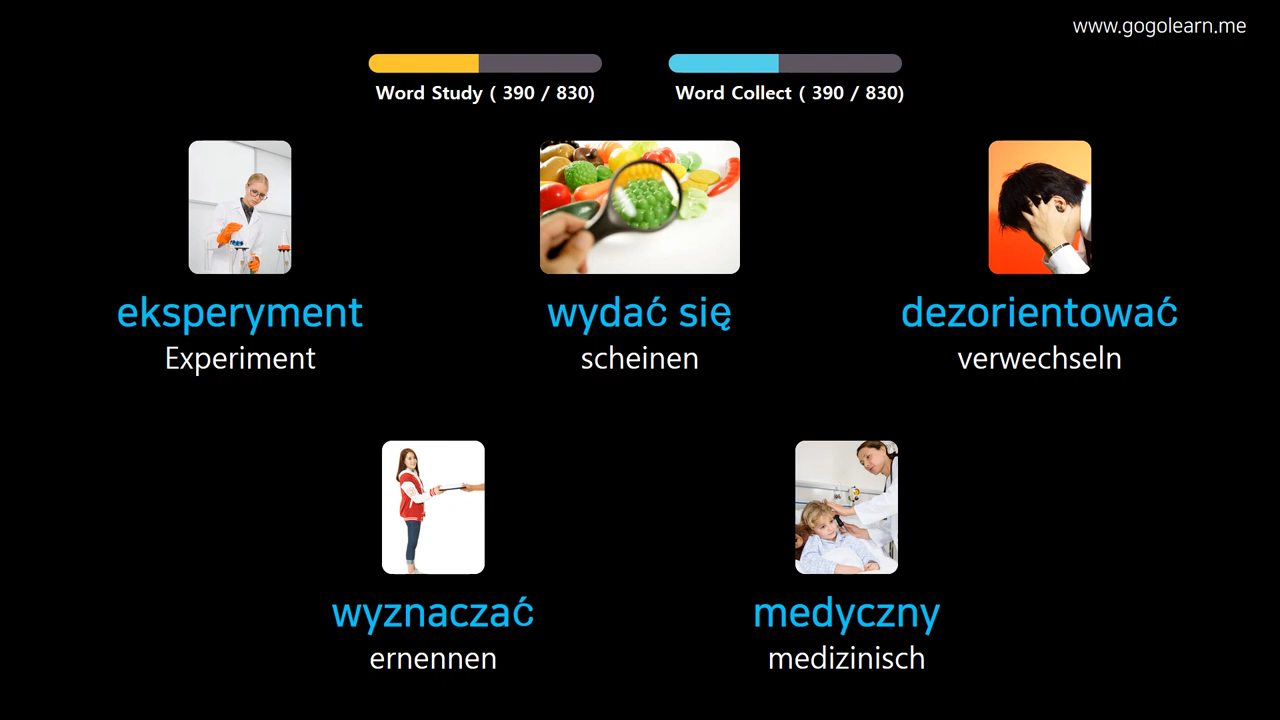 www.gogolearn.me
Word Study ( 390 / 830)
Word Collect ( 390 / 830)
eksperyment
Experiment
wydać się
scheinen
dezorientować
verwechseln
wyznaczać
ernennen
medyczny
medizinisch